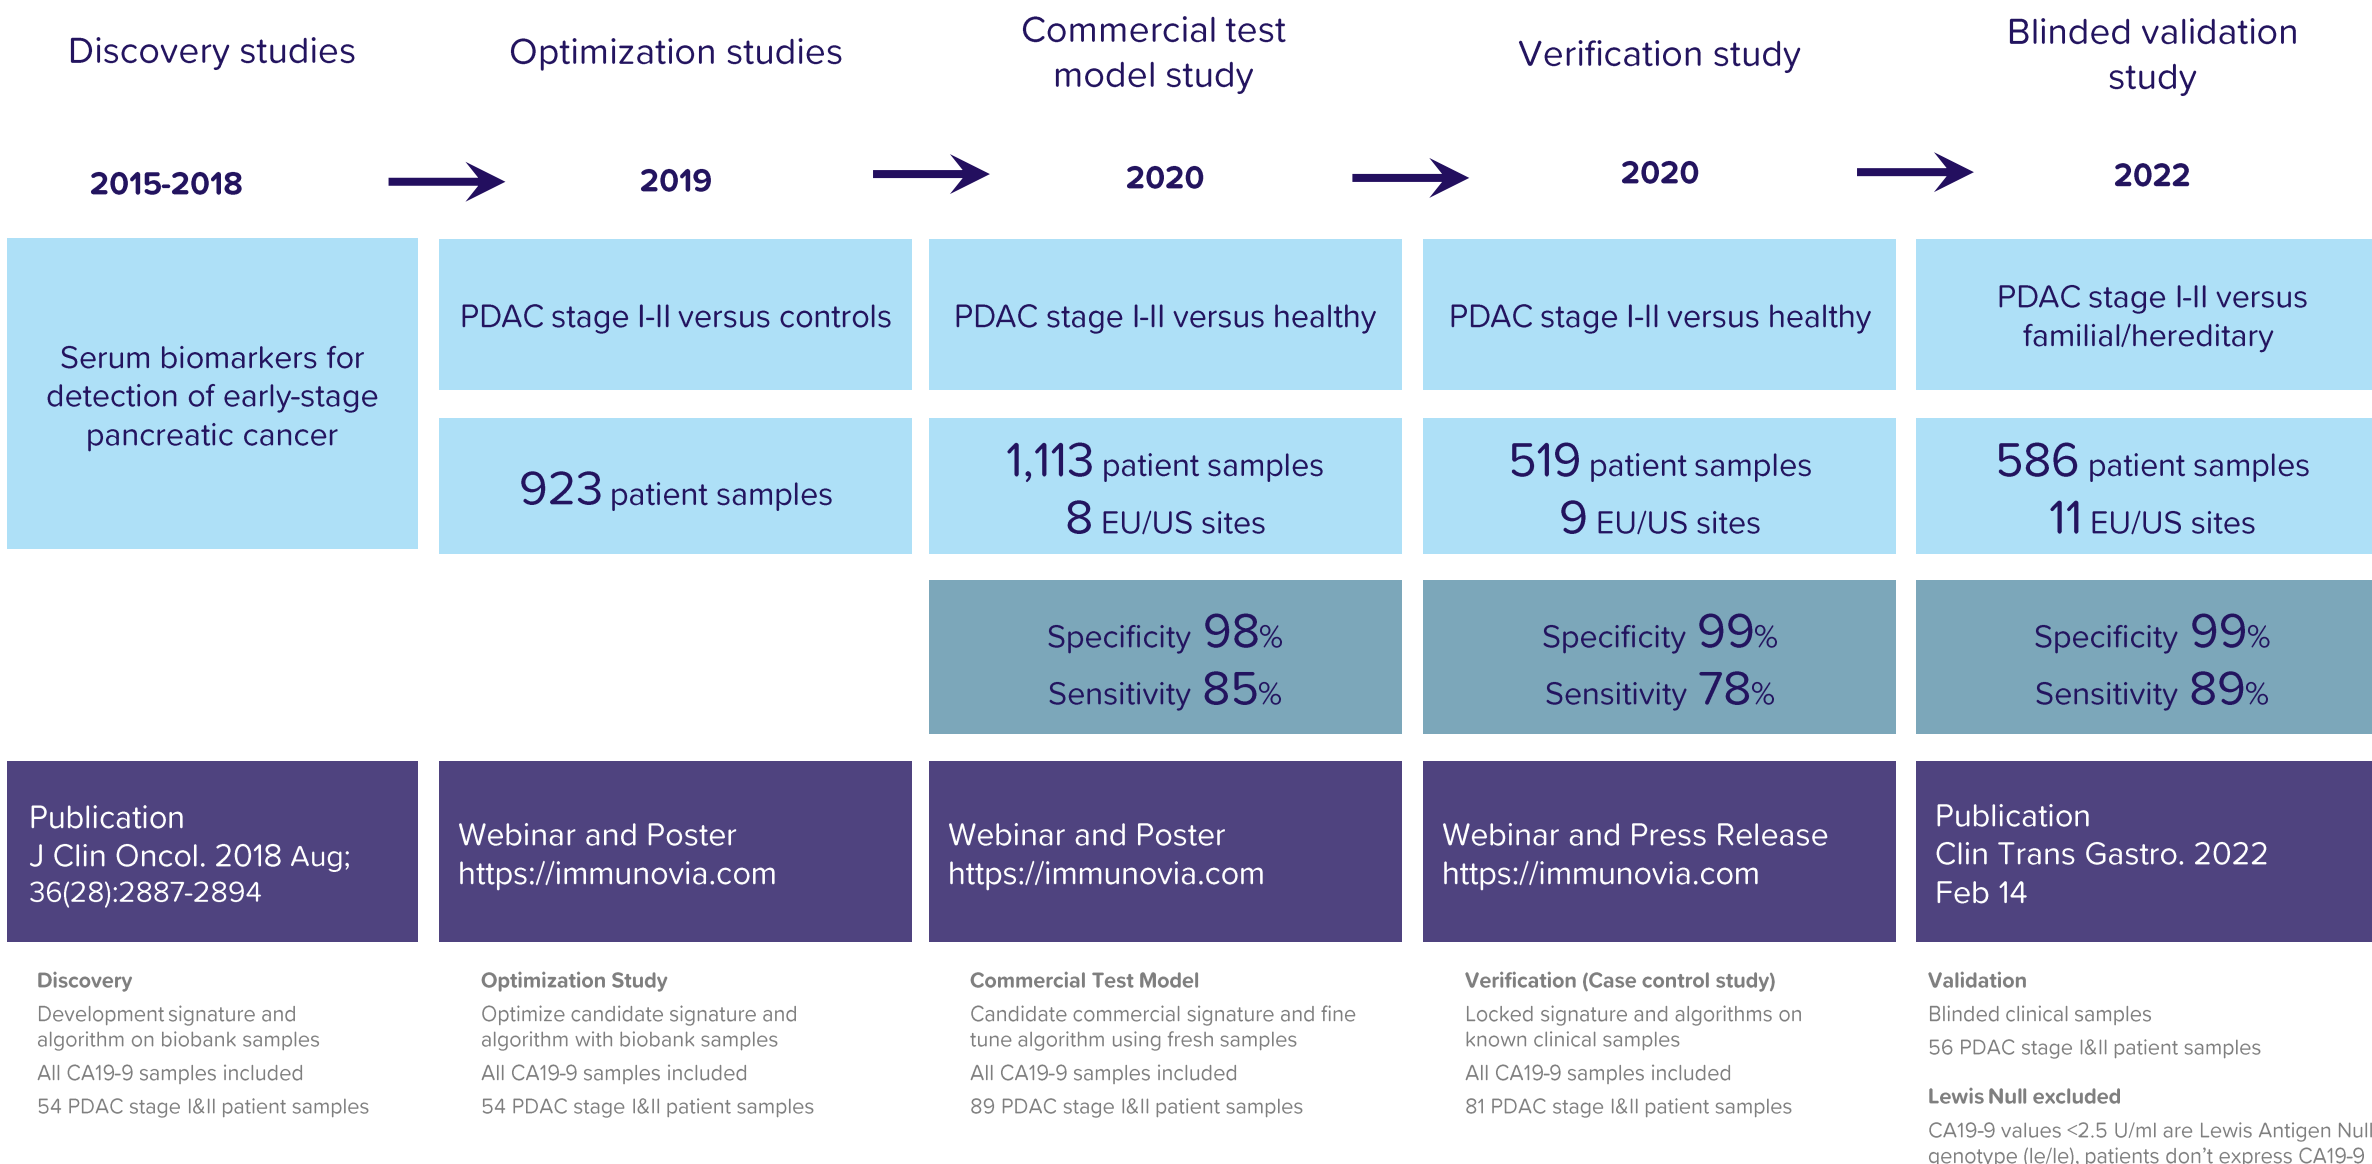 Discovery studies
Optimization studies
Commercial test
model study
Verification study
Blinded validation
study
2015-2018
2019
2020
2020
2022
Serum biomarkers for
detection of early-stage
pancreatic cancer
PDAC stage I-II versus controls
923 patient samples
PDAC stage I-II versus healthy
1,113 patient samples
8 EU/US sites
Specificity 98%
Sensitivity 85%
PDAC stage I-II versus healthy
519 patient samples
9 EU/US sites
Specificity 99%
Sensitivity 78%
PDAC stage I-II versus
familial/hereditary
586 patient samples
11 EU/US sites
Specificity 99%
Sensitivity 89%
Publication
J Clin Oncol. 2018 Aug;
36(28):2887-2894
Webinar and Poster
https://immunovia.com
Webinar and Poster
https://immunovia.com
Webinar and Press Release
https://immunovia.com
Publication
Clin Trans Gastro. 2022
Feb 14
Discovery
Development signature and
algorithm on biobank samples
All CA19-9 samples included
54 PDAC stage I&II patient samples
Optimization Study
Optimize candidate signature and
algorithm with biobank samples
All CA19-9 samples included
54 PDAC stage I&II patient samples
Commercial Test Model
Candidate commercial signature and fine
tune algorithm using fresh samples
All CA19-9 samples included
89 PDAC stage I&II patient samples
Verification (Case control study)
Locked signature and algorithms on
known clinical samples
All CA19-9 samples included
81 PDAC stage I&II patient samples
Validation
Blinded clinical samples
56 PDAC stage I&II patient samples
Lewis Null excluded
CA19-9 values <2.5 U/ml are Lewis Antigen Null
genotype (le/le), patients don't express CA19-9